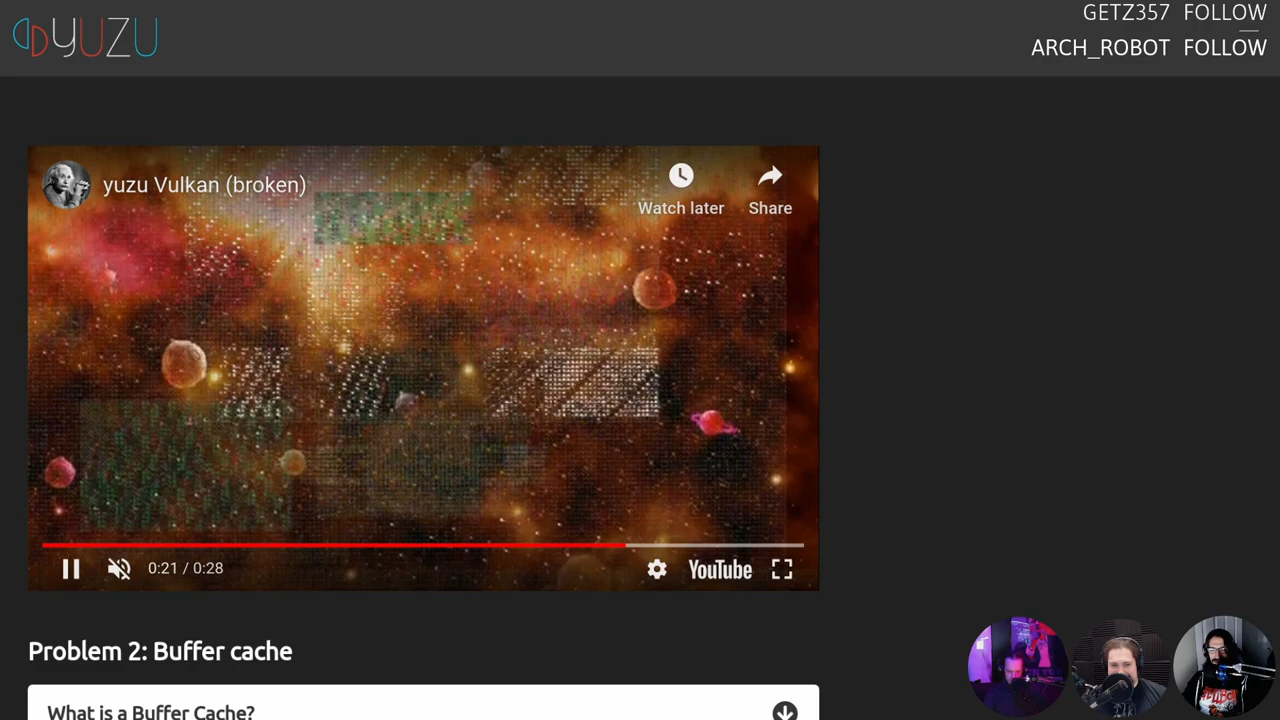 YUZU
GETZ357 FOLLOW
ARCH_ROBOT FOLLOW
yuzu Vulkan (broken)
Watch later
Share
0:21 / 0:28
YouTube
Problem 2: Buffer cache
What is a Buffer Cache?